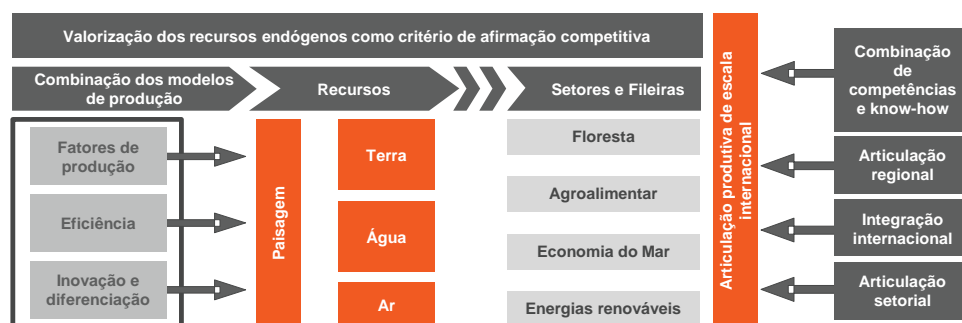 Valorização dos recursos endógenos como critério de afirmação competitiva
Combinação dos modelos
de produção
Recursos
Setores e Fileiras
Fatores de
produção
Eficiência
Inovação e
diferenciação
Paisagem
Terra
Água
Ar
Floresta
Agroalimentar
Economia do Mar
Energias renováveis
Articulação produtiva de escala
internacional
Combinação
de
competências
e know-how
Articulação
regional
Integração
internacional
Articulação
setorial